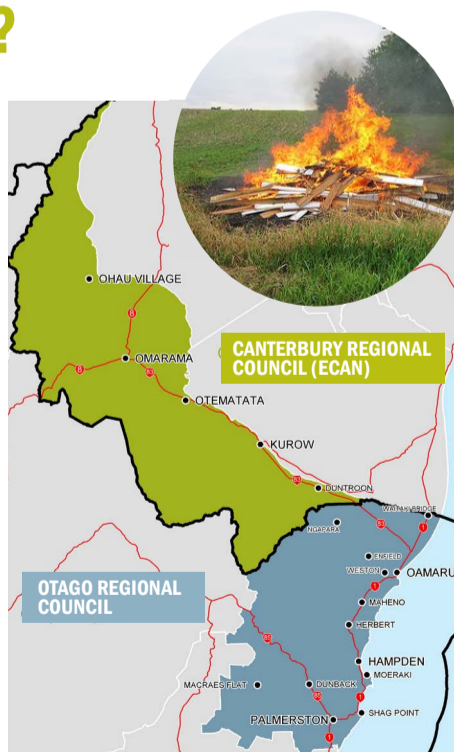 ?
OHAU VILLAGE
8
OMARAMA
8
83
CANTERBURY REGIONAL
COUNCIL (ECAN)
OTEMATATA
KUROW
83
DUNTROON
WAITAKI BRIDGE
NGAPARA
83
1
ENFIELD
WESTON
OAMARU
OTAGO REGIONAL
COUNCIL
1
MAHENO
HERBERT
85
HAMPDEN
MOERAKI
MACRAES FLAT
DUNBACK
85
1
PALMERSTON
SHAG POINT
1